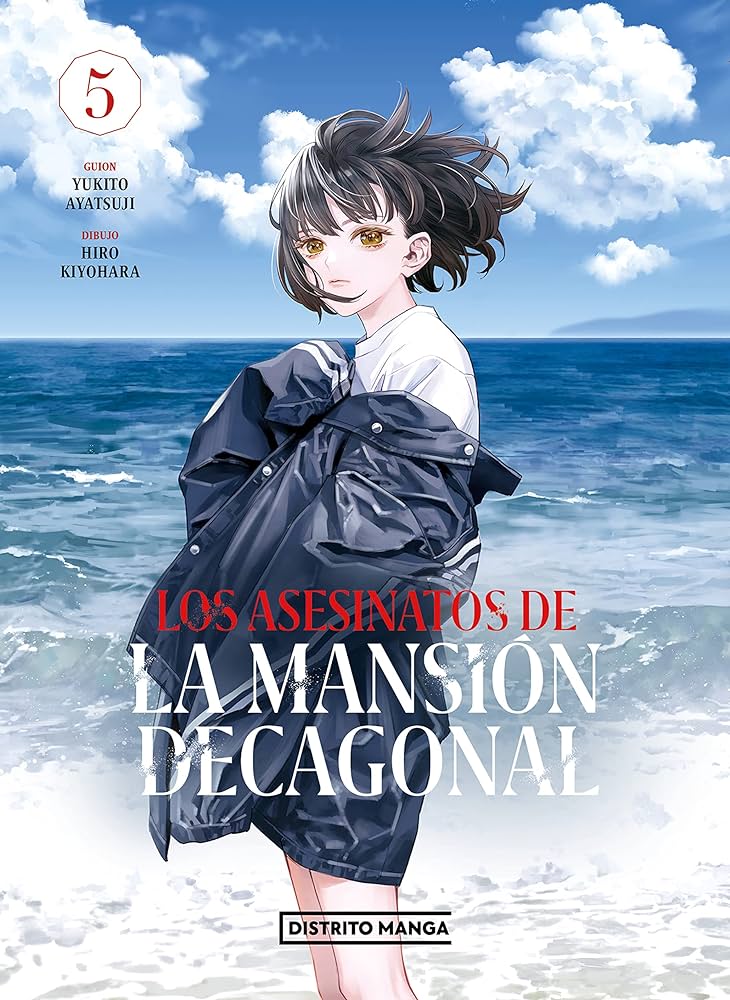 5
GUION
YUKITO
AYATSUJI
DIBUJO
HIRO
KIYOHARA
LOS ASESINATOS DE
LA MANSIÓN
DECAGONAL
DISTRITO MANGA